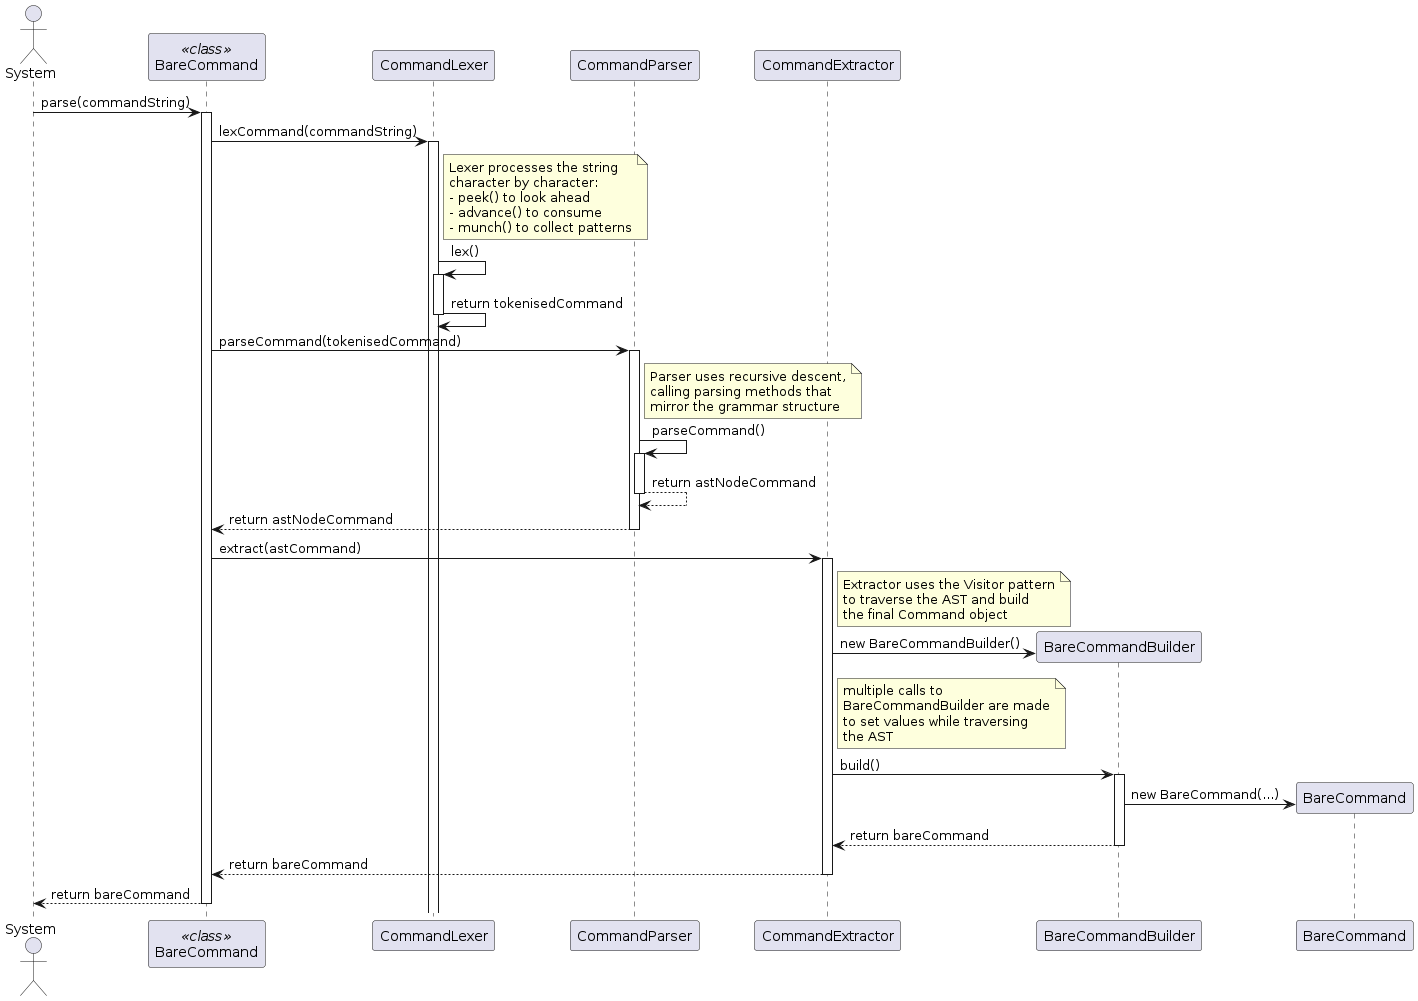 System
«class»
BareCommand
CommandLexer
CommandParser
CommandExtractor
parse(commandString)
lexCommand(commandString)
Lexer processes the string
character by character:
- peek() to look ahead
- advance() to consume
- munch() to collect patterns
lex()
return tokenisedCommand
parseCommand(tokenisedCommand)
Parser uses recursive descent,
calling parsing methods that
mirror the grammar structure
parseCommand()
return astNodeCommand
return astNodeCommand
extract(astCommand)
Extractor uses the Visitor pattern
to traverse the AST and build
the final Command object
new BareCommandBuilder()
BareCommandBuilder
multiple calls to
BareCommandBuilder are made
to set values while traversing
the AST
build()
new BareCommand(...)
BareCommand
return bareCommand
return bareCommand
return bareCommand
System
«class»
BareCommand
CommandLexer
CommandParser
CommandExtractor
BareCommandBuilder
BareCommand